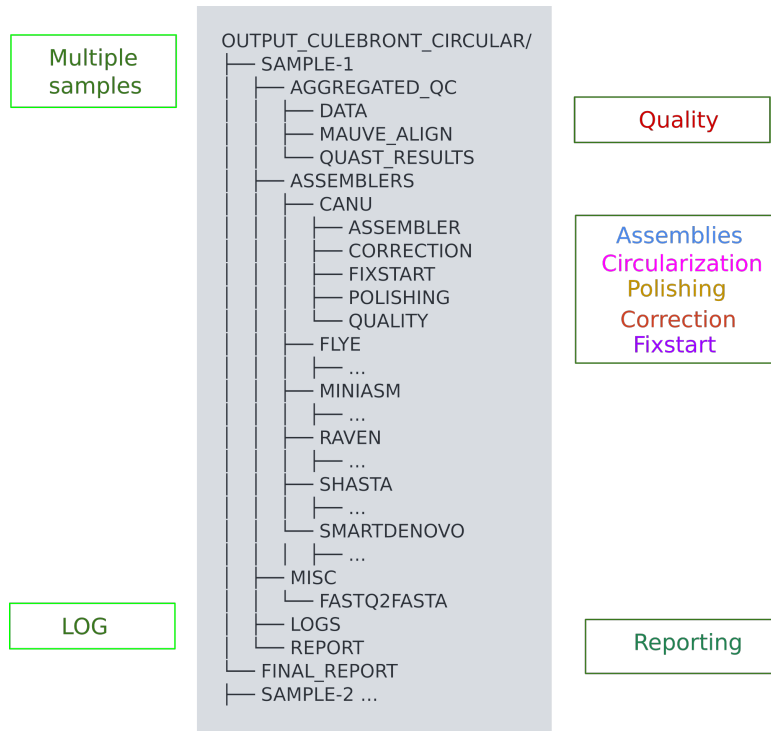 Multiple
samples
LOG
OUTPUT_CULEBRONT_CIRCULAR/
├── SAMPLE-1
│   ├── AGGREGATED_QC
│   │   ├── DATA
│   │   ├── MAUVE_ALIGN
│   │   └── QUAST_RESULTS
│   ├── ASSEMBLERS
│   │   ├── CANU
│   │   │   ├── ASSEMBLER
│   │   │   ├── CORRECTION
│   │   │   ├── FIXSTART
│   │   │   ├── POLISHING
│   │   │   └── QUALITY
│   │   ├── FLYE
│   │   │   ├── ...
│   │   ├── MINIASM
│   │   │   ├── ...
│   │   ├── RAVEN
│   │   │   ├── ...
│   │   ├── SHASTA
│   │   │   ├── ...
│   │   └── SMARTDENOVO
│   │   │   ├── ...
│   ├── MISC
│   │   └── FASTQ2FASTA
│   ├── LOGS
│   └── REPORT
└── FINAL_REPORT
├── SAMPLE-2 ...
Quality
Assemblies
Circularization
Polishing
Correction
Fixstart
Reporting